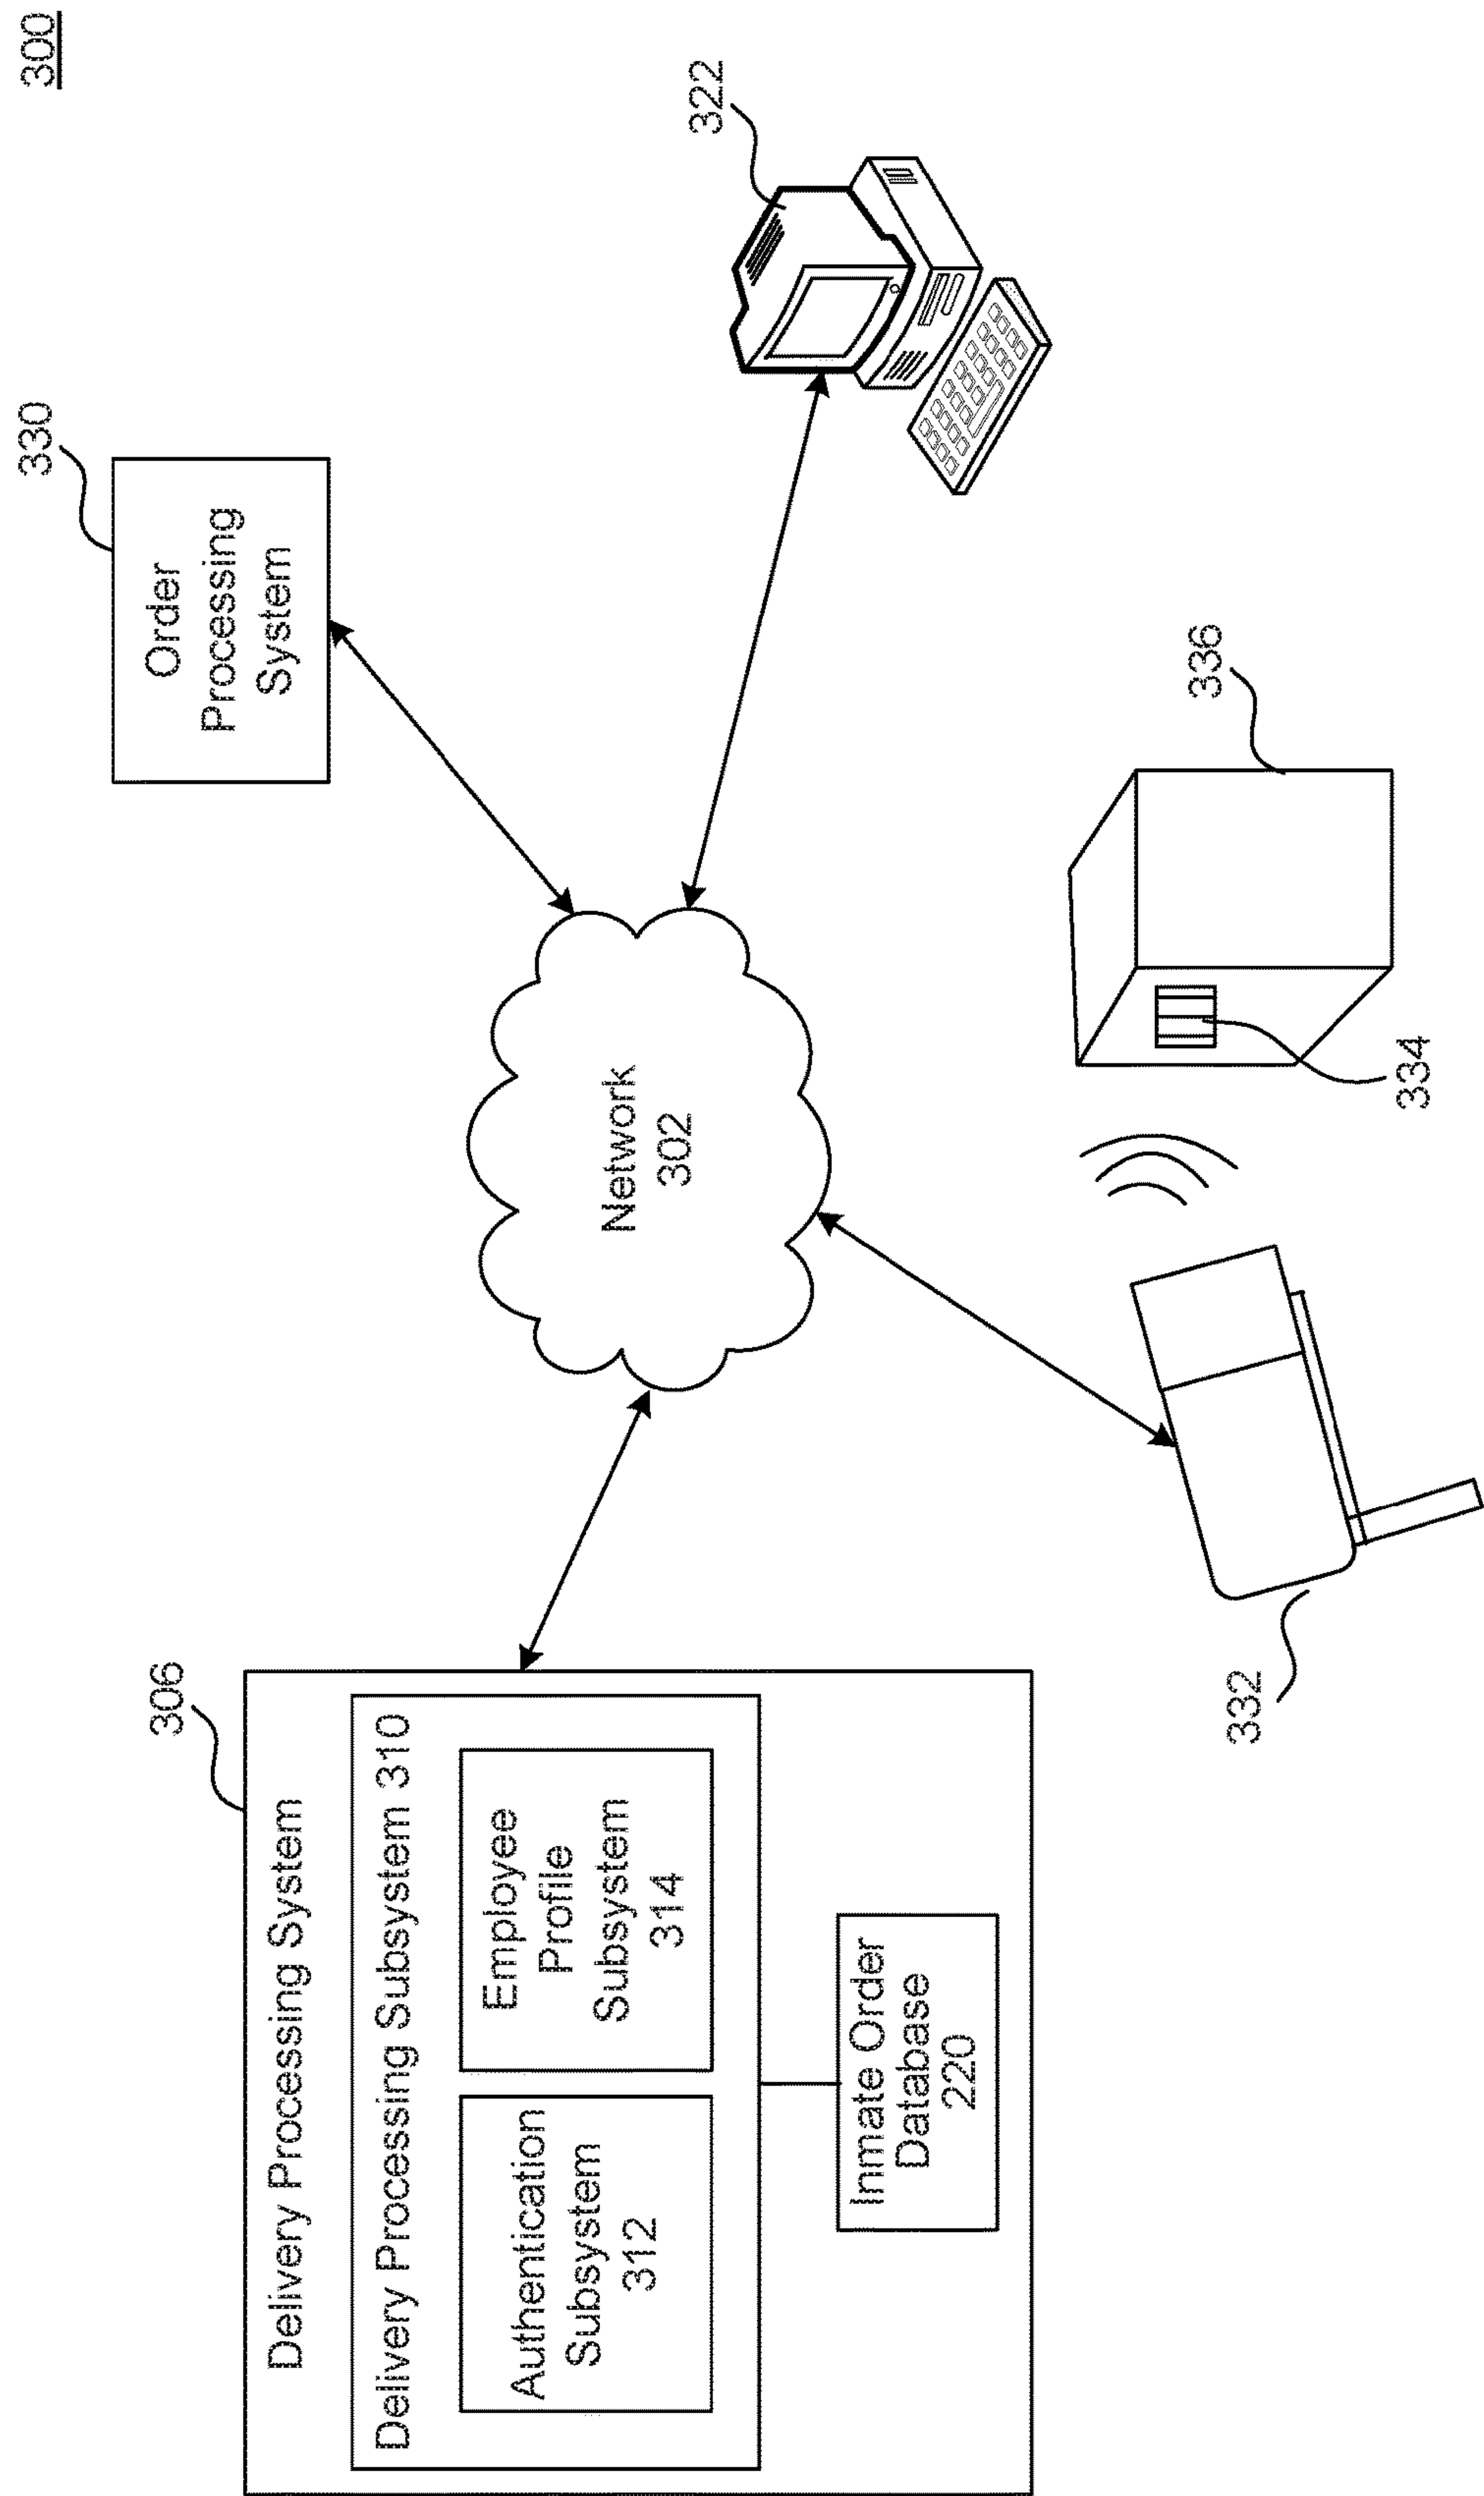 300
306
Delivery Processing System
Delivery Processing Subsystem 310
Authentication
Subsystem
312
Employee
Profile
Subsystem
314
Inmate Order
Database
220
Network
302
330
Order
Processing
System
322
332
334
336